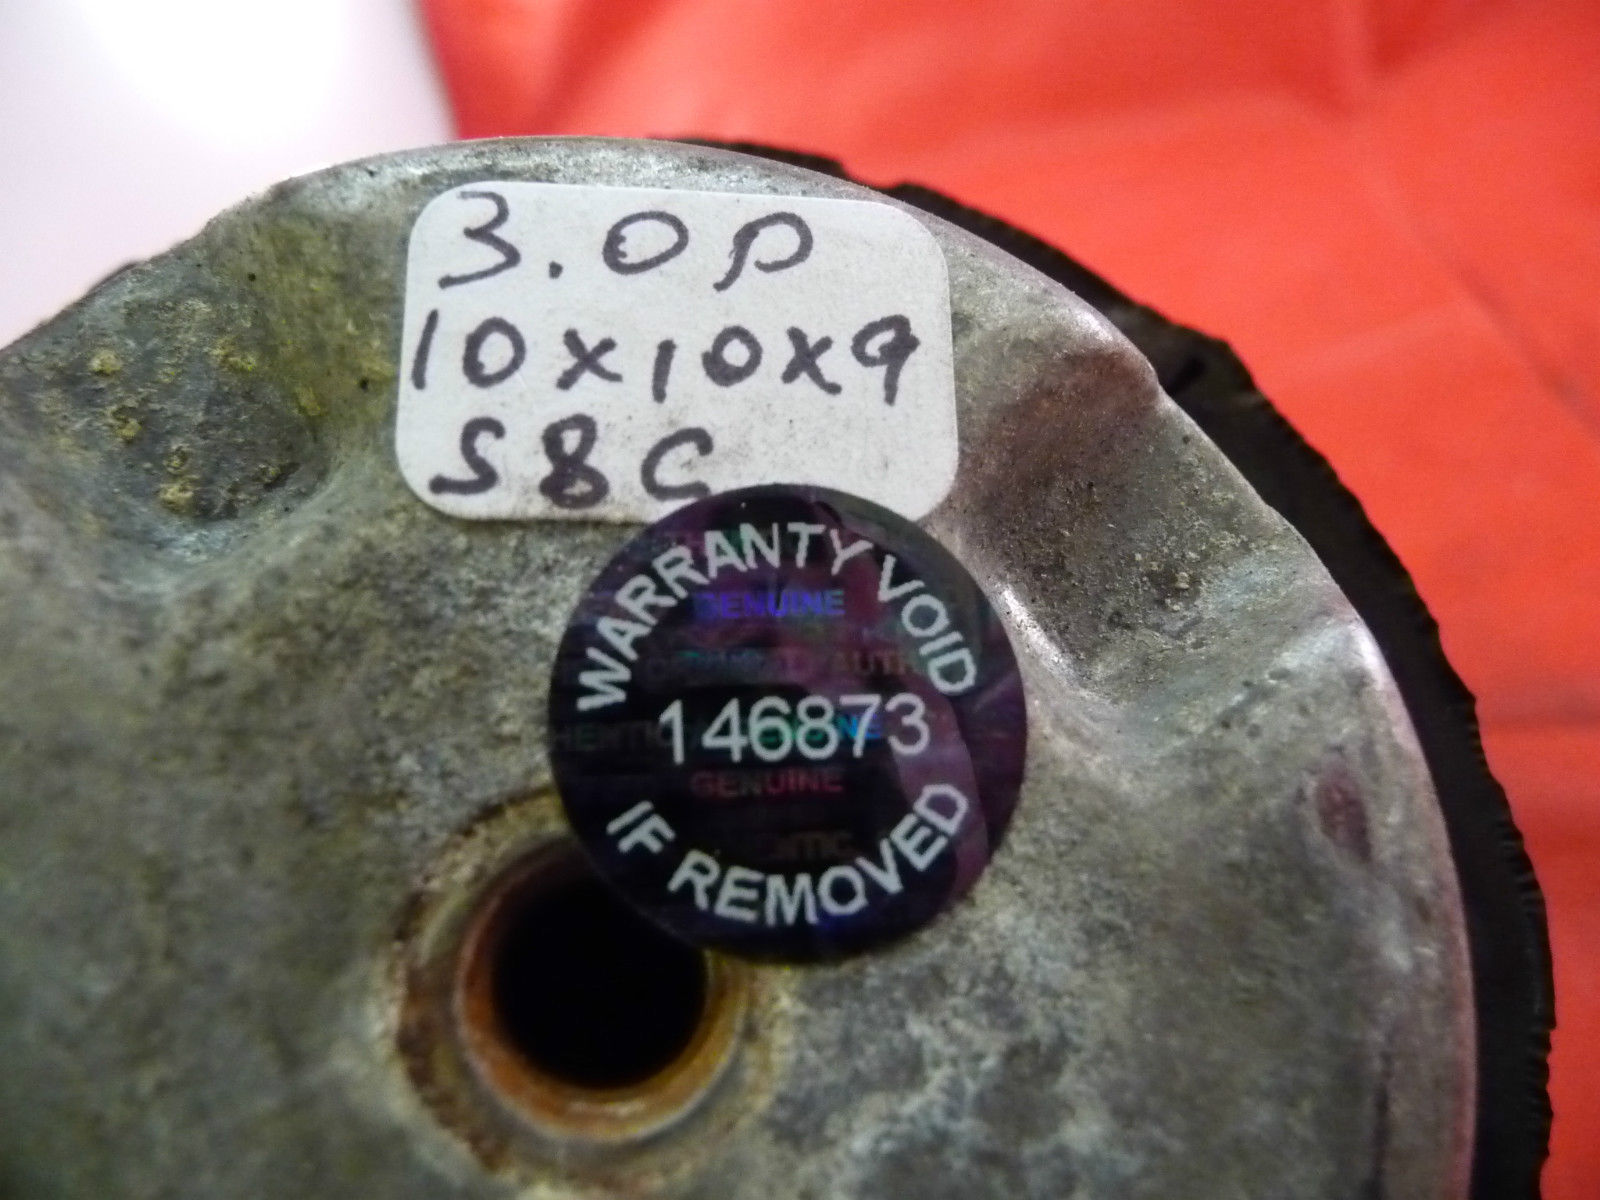 3.0P
10x10x9
S8C
WARRANTY VOID
GENUINE
146873
GENUINE
IF REMOVED